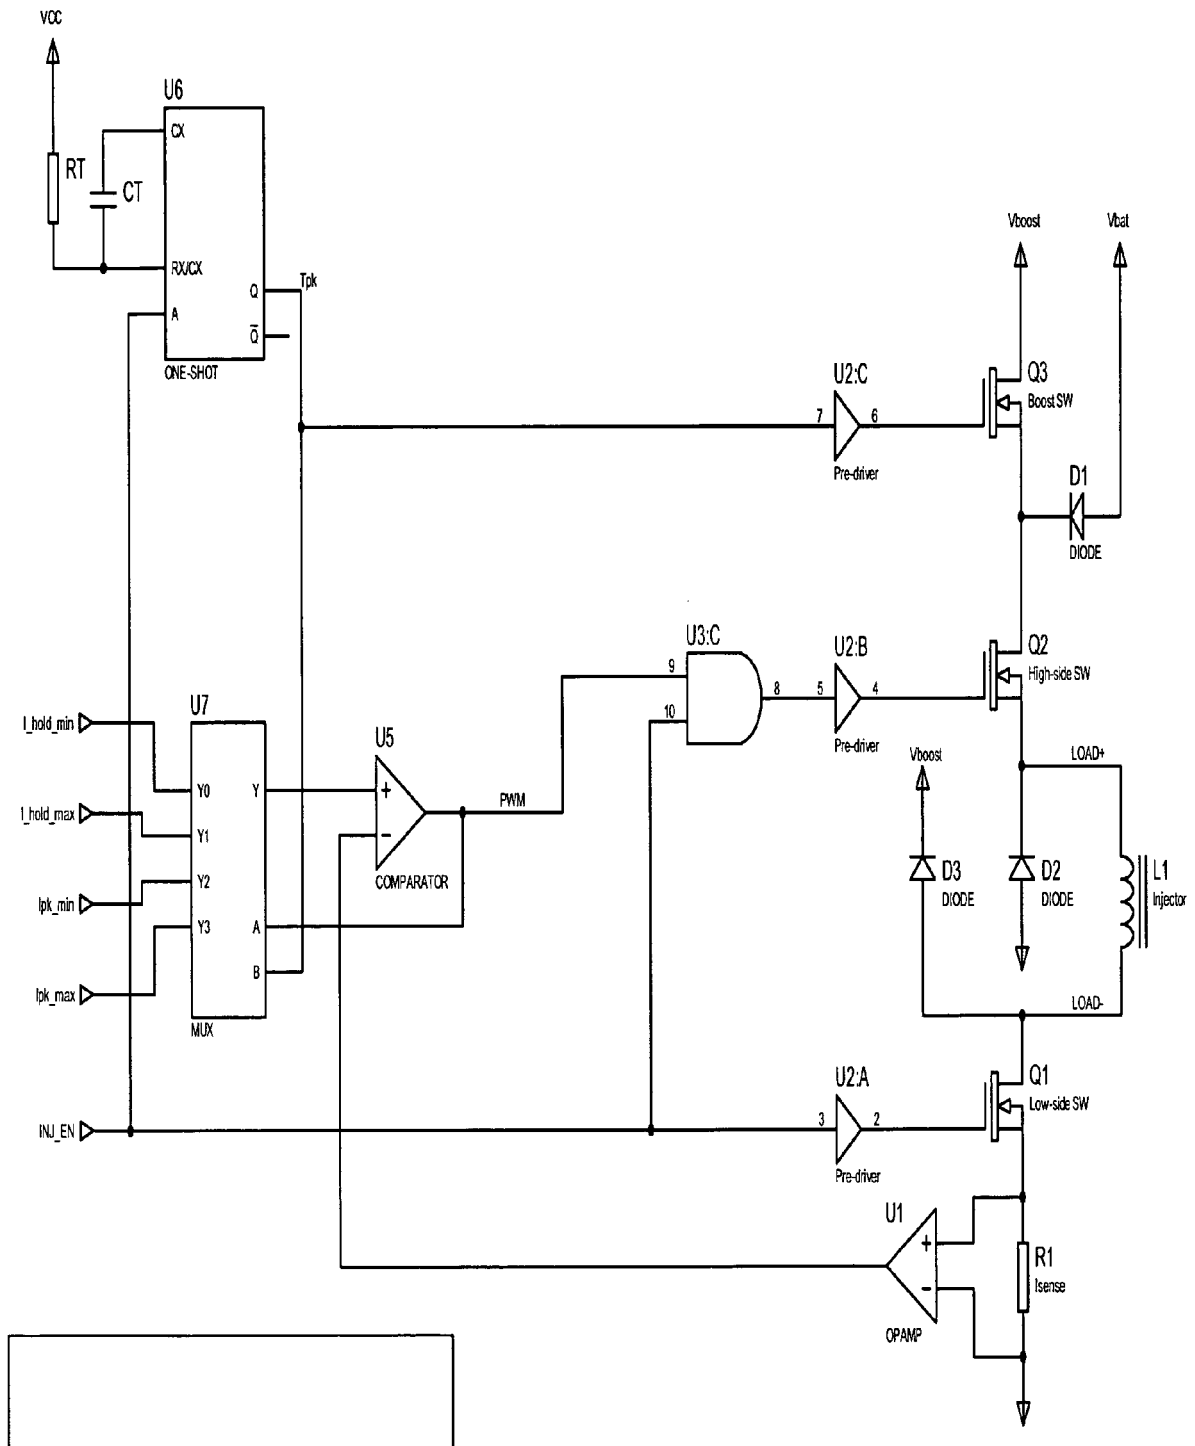 VCC
U6
CX
RT
CT
RX/CX
Q
Tpk
A
Q
ONE-SHOT
Vboost
Vbat
U2:C
Q3
Boost SW
7
6
Pre-driver
D1
DIODE
U3:C
U2:B
Q2
High-side SW
9
10
8
5
4
Pre-driver
U7
I_hold_min
U5
Vboost
LOAD+
Y0
Y
+
PWM
I_hold_max
Y1
-
D3
DIODE
D2
DIODE
L1
Injector
COMPARATOR
Y2
Ipk_min
Y3
A
B
Ipk_max
MUX
LOAD-
U2:A
Q1
Low-side SW
INJ_EN
3
2
Pre-driver
U1
+
-
R1
Isense
OPAMP